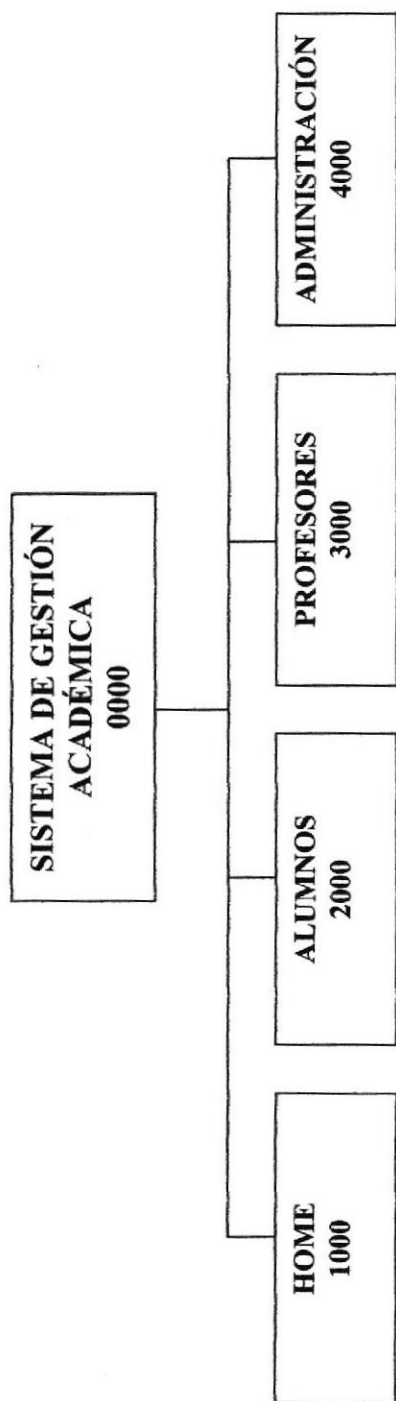 SISTEMA DE GESTIÓN
ACADÉMICA
0000
HOME
1000
ALUMNOS
2000
PROFESORES
3000
ADMINISTRACIÓN
4000